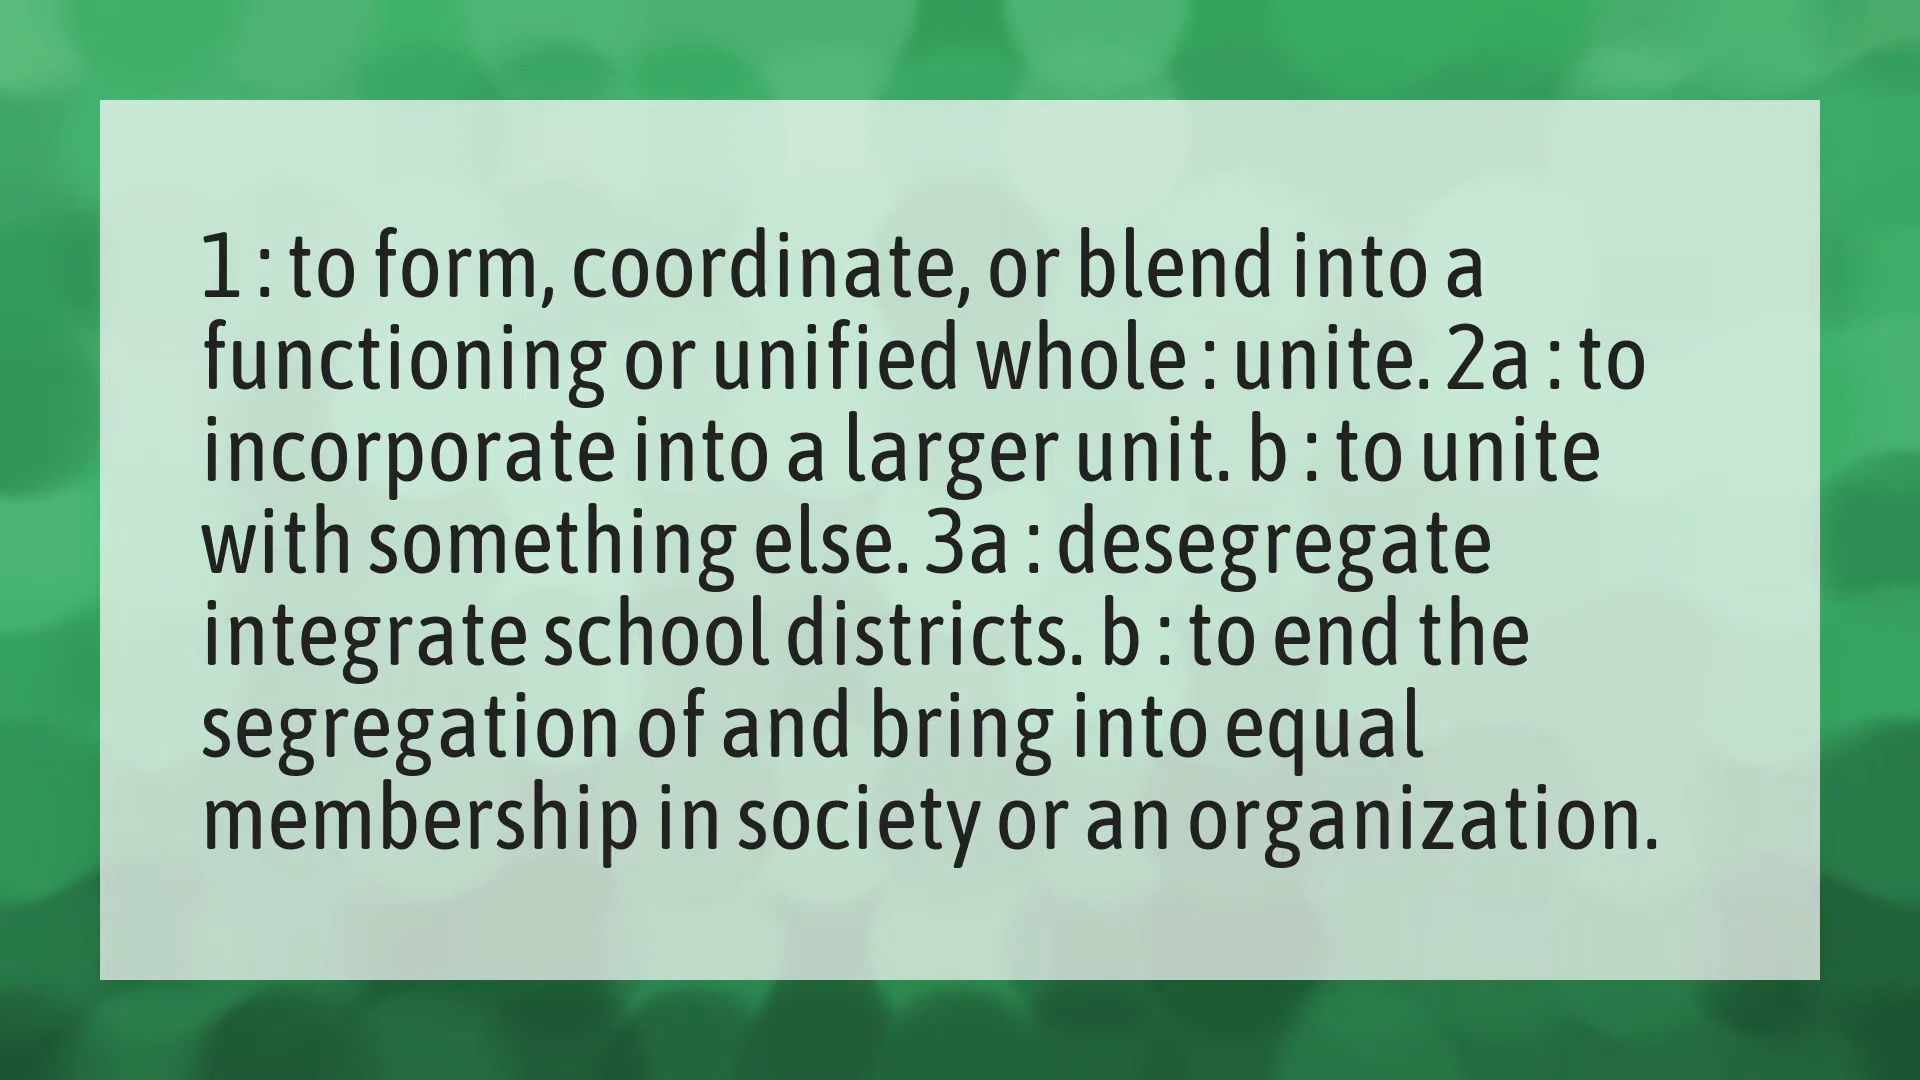 1 : to form, coordinate, or blend into a
functioning or unified whole : unite. 2a : to
incorporate into a larger unit. b : to unite
with something else. 3a : desegregate
integrate school districts. b : to end the
segregation of and bring into equal
membership in society or an organization.